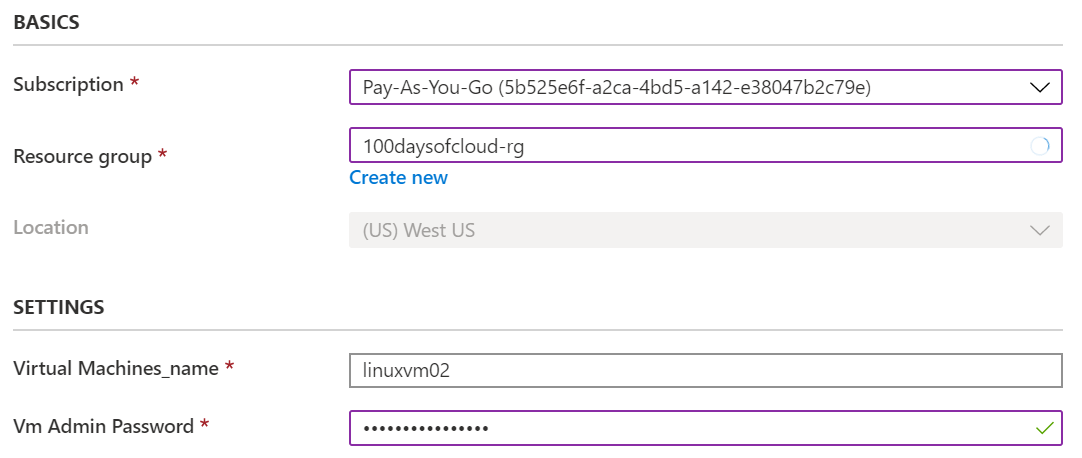 BASICS
Subscription *
Pay-As-You-Go (5b525e6f-a2ca-4bd5-a142-e38047b2c79e)
Resource group *
100daysofcloud-rg
Create new
Location
(US) West US
SETTINGS
Virtual Machines_name *
linuxvm02
Vm Admin Password *
••••••••••••••••